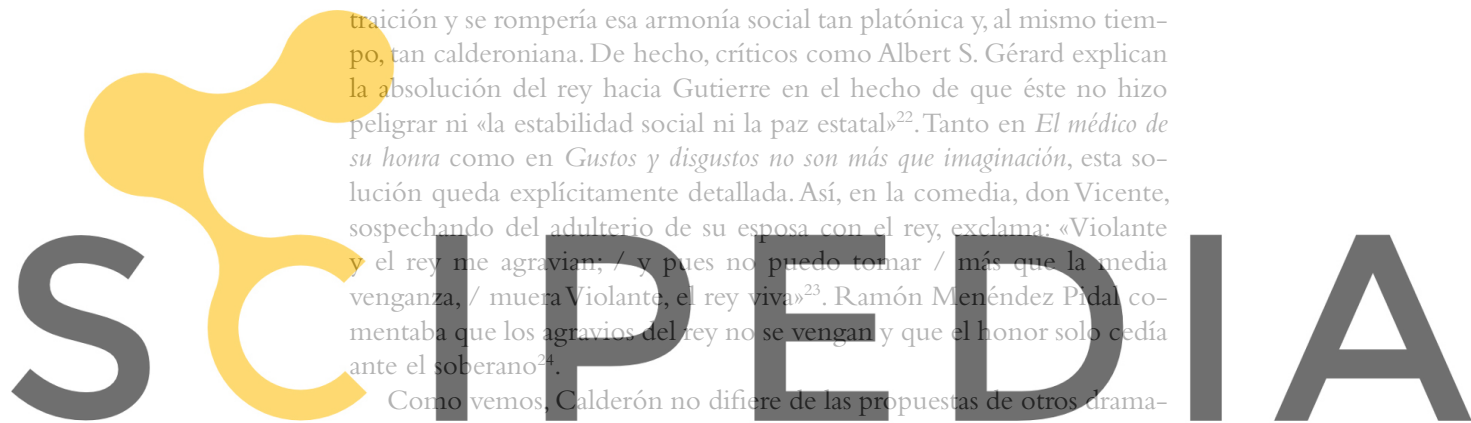 traición y se rompería esa armonía social tan platónica y, al mismo tiem-
po, tan calderoniana. De hecho, críticos como Albert S. Gérard explican
la absolución del rey hacia Gutierre en el hecho de que éste no hizo
peligrar ni «la estabilidad social ni la paz estatal»22. Tanto en El médico de
su honra como en Gustos y disgustos no son más que imaginación, esta so-
lución queda explícitamente detallada. Así, en la comedia, don Vicente,
sospechando del adulterio de su esposa con el rey, exclama: «Violante
y el rey me agravian; / y pues no puedo tomar / más que la media
venganza, / muera Violante, el rey viva»23. Ramón Menéndez Pidal co-
mentaba que los agravios del rey no se vengan y que el honor solo cedía
ante el soberano24.
Como vemos, Calderón no difiere de las propuestas de otros drama-
SCIPEDIA